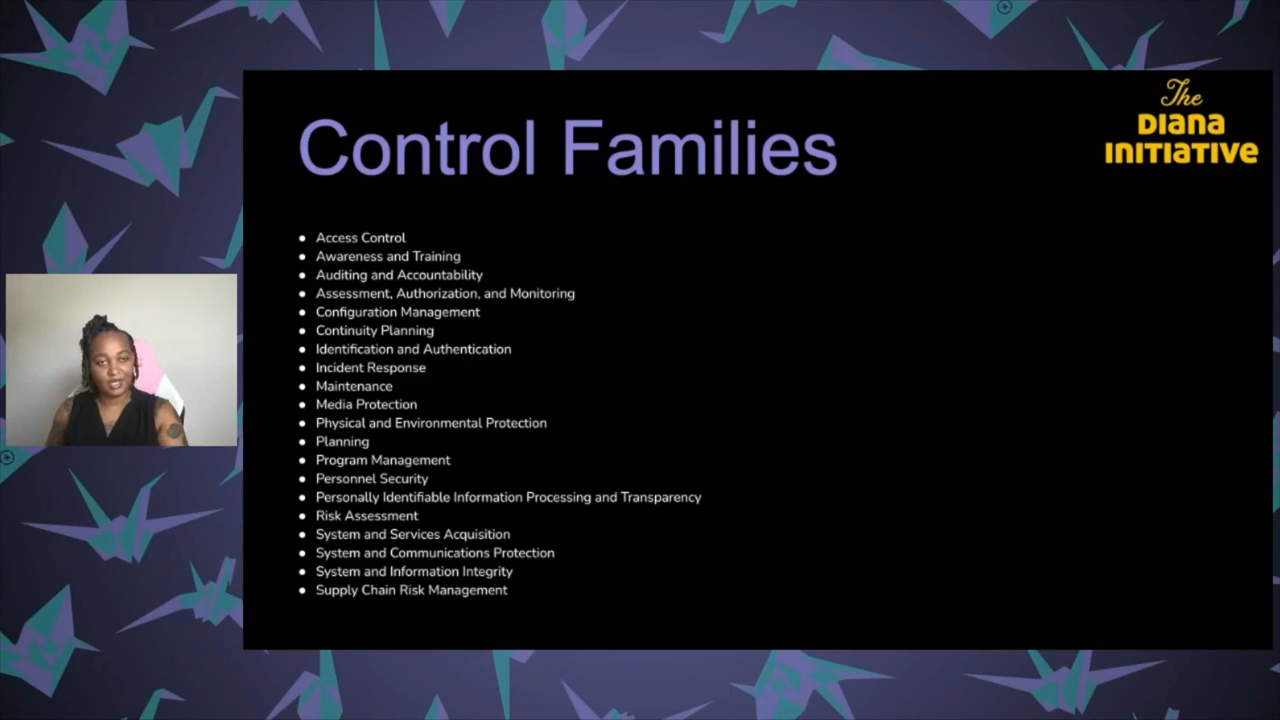 Control Families
The
DIANA
INITIATIVE
Access Control
Awareness and Training
Auditing and Accountability
Assessment, Authorization, and Monitoring
Configuration Management
Continuity Planning
Identification and Authentication
Incident Response
Maintenance
Media Protection
Physical and Environmental Protection
Planning
Program Management
Personnel Security
Personally Identifiable Information Processing and Transparency
Risk Assessment
System and Services Acquisition
System and Communications Protection
System and Information Integrity
Supply Chain Risk Management